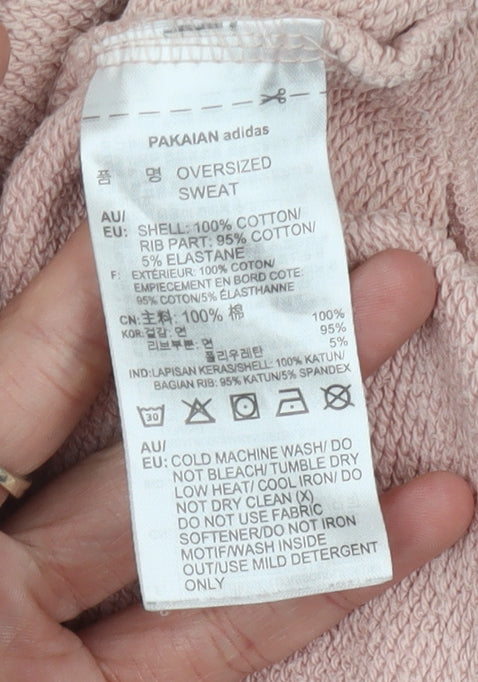 PAKAIAN adidas
품 명 OVERSIZED
SWEAT
AU/
EU: SHELL: 100% COTTON/
RIB PART: 95% COTTON/
5% ELASTANE
F: EXTÉRIEUR: 100% COTON/
EMPIECEMENT EN BORD COTE:
95% COTON/5% ÉLASTHANNE
CN: 主料: 100% 棉
KOR: 겉감: 면 100%
리브부분: 면 95%
폴리우레탄 5%
IND:LAPISAN KERAS/SHELL: 100% KATUN/
BAGIAN RIB: 95% KATUN/5% SPANDEX
30
AU/
EU: COLD MACHINE WASH/ DO
NOT BLEACH/ TUMBLE DRY
LOW HEAT/ COOL IRON/ DO
NOT DRY CLEAN (X)
DO NOT USE FABRIC
SOFTENER/DO NOT IRON
MOTIF/WASH INSIDE
OUT/USE MILD DETERGENT
ONLY